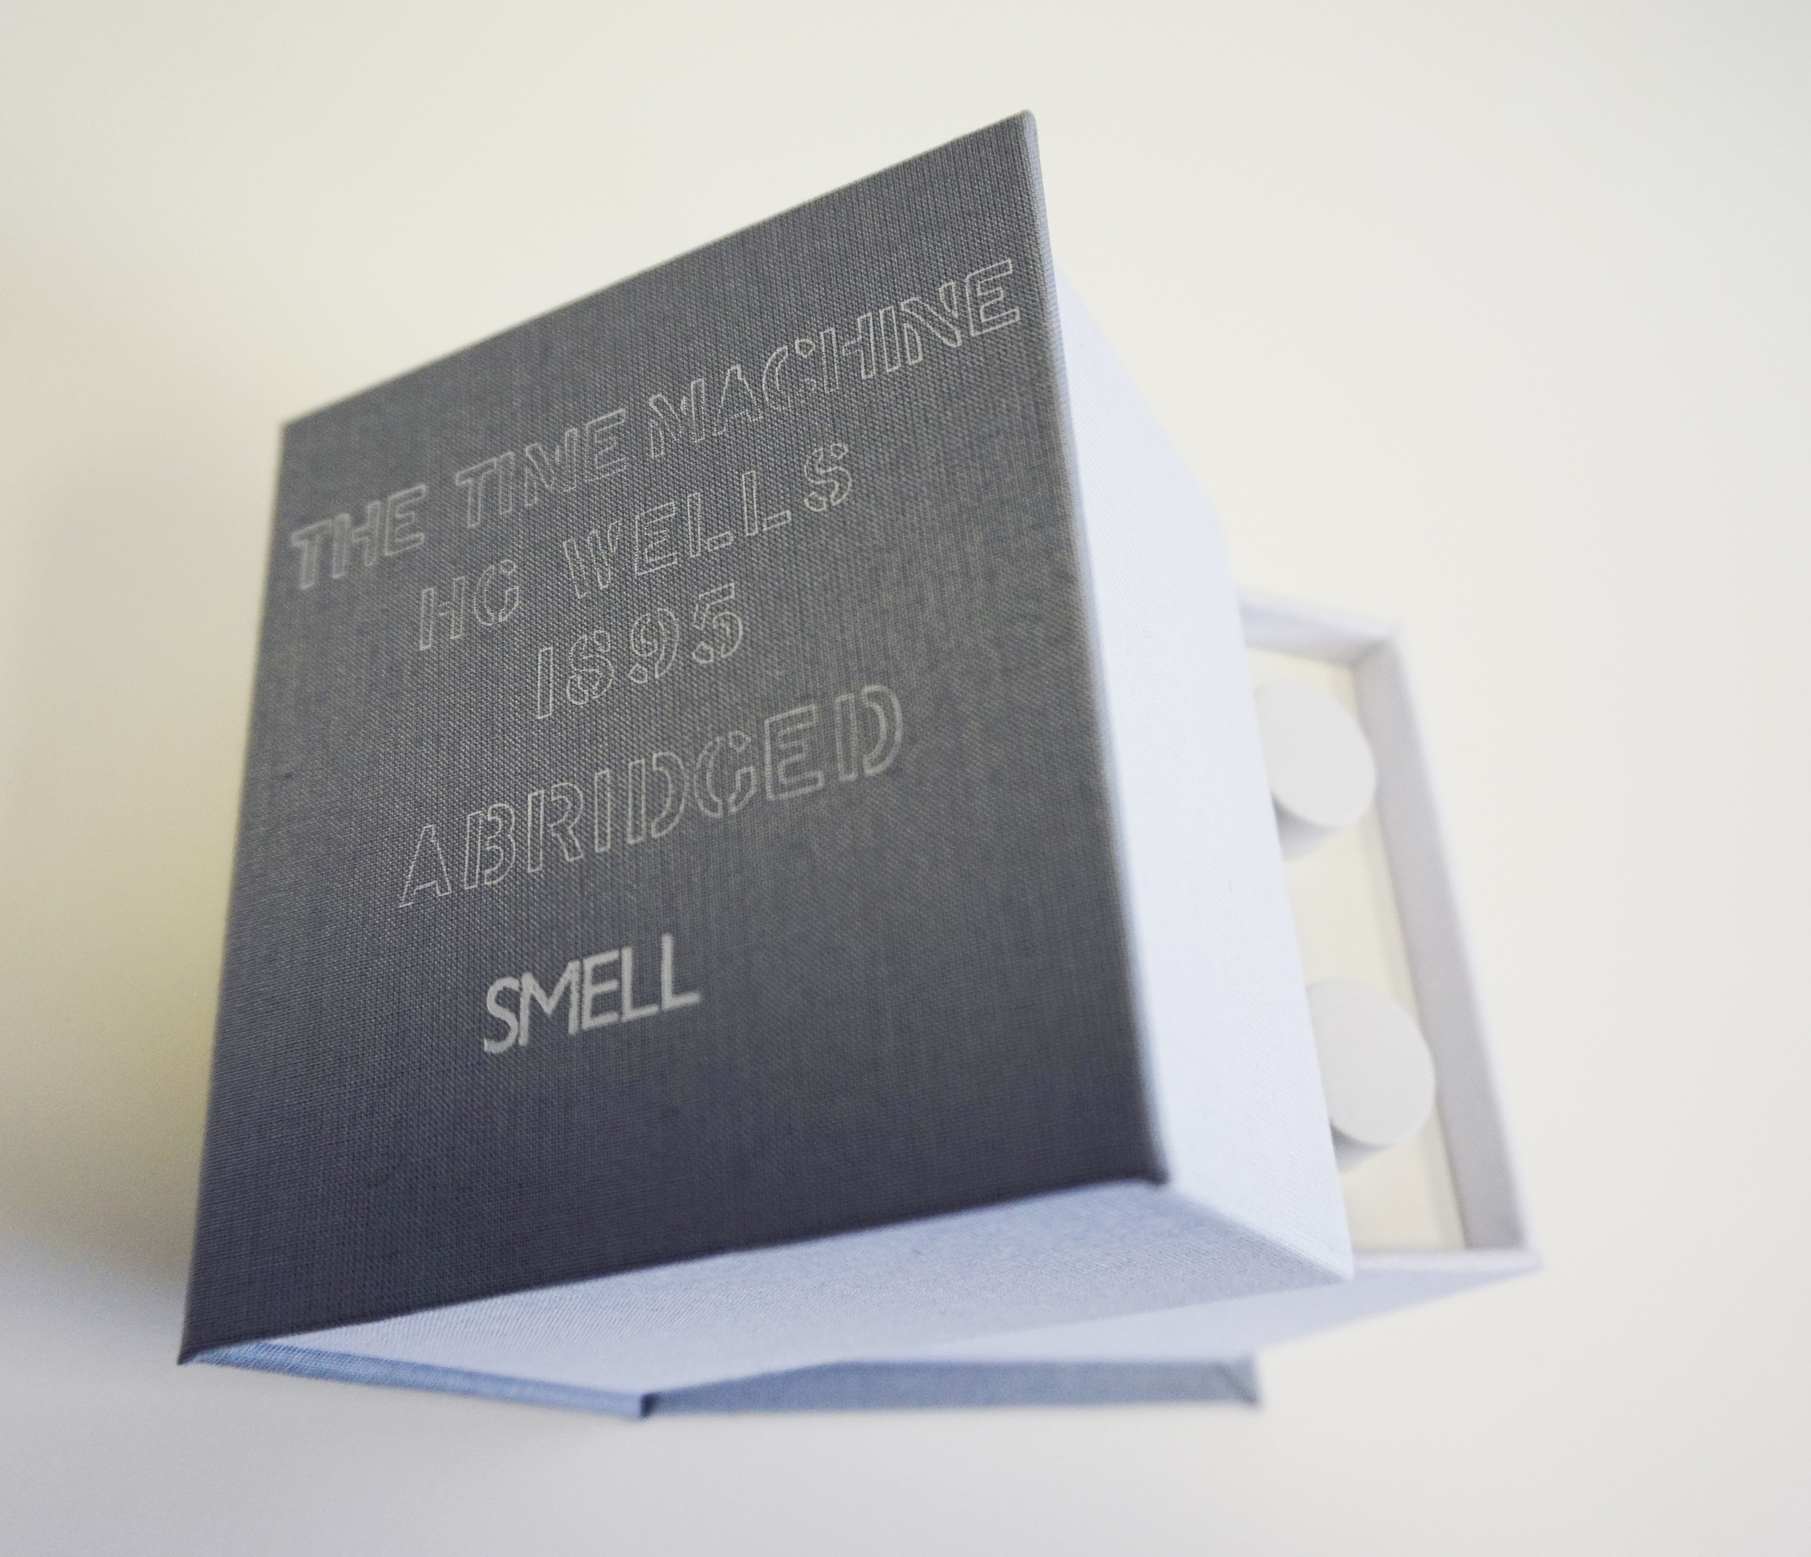 THE TIME MACHINE
HG WELLS
1895
ABRIDGED
SMELL